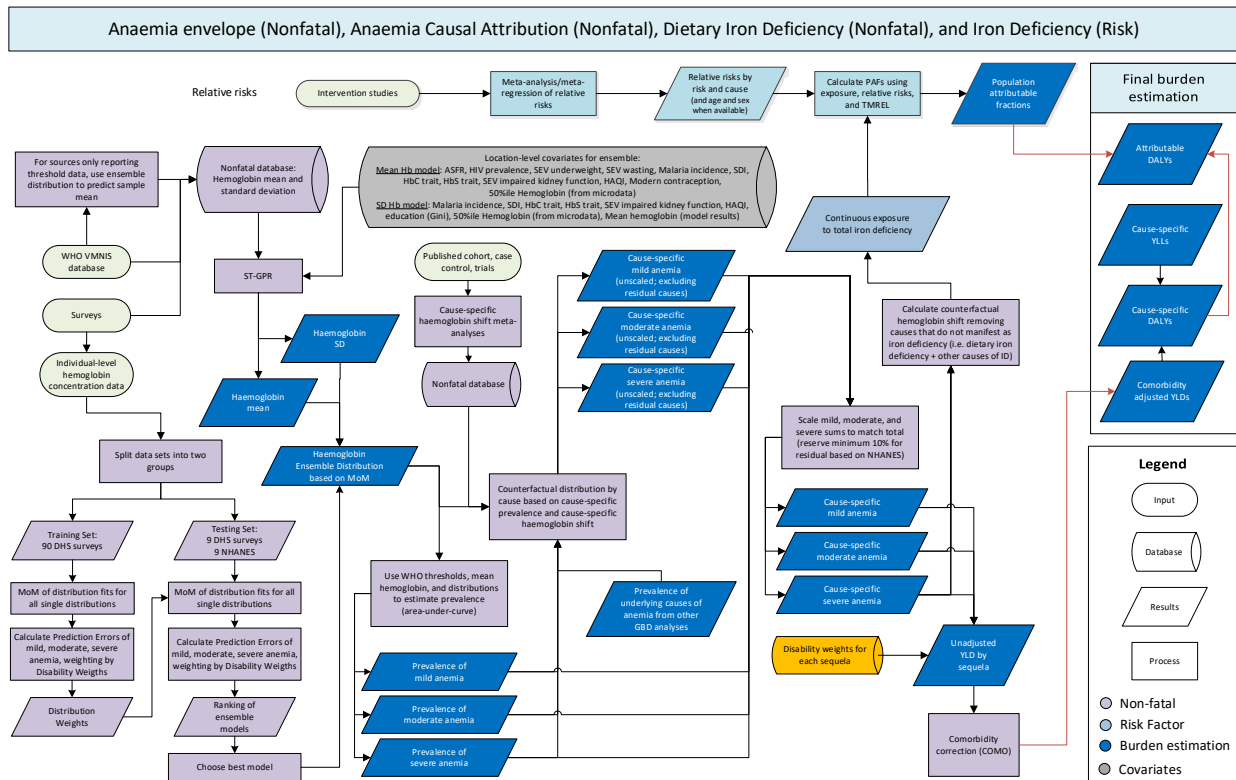 Anaemia envelope (Nonfatal), Anaemia Causal Attribution (Nonfatal), Dietary Iron Deficiency (Nonfatal), and Iron Deficiency (Risk)
Relative risks
Intervention studies
Meta-analysis/meta-
regression of relative
risks
Relative risks by
risk and cause
(and age and sex
when available)
Calculate PAFs using
exposure, relative risks,
and TMREL
Population
attributable
fractions
Final burden
estimation
Attributable
DALYs
Cause-specific
YLLs
Cause-specific
DALYs
Comorbidity
adjusted YLDs
For sources only reporting
threshold data, use ensemble
distribution to predict sample
mean
Nonfatal database:
Hemoglobin mean and
standard deviation
Location-level covariates for ensemble:
Mean Hb model: ASFR, HIV prevalence, SEV underweight, SEV wasting, Malaria incidence, SDI,
HbC trait, HbS trait, SEV impaired kidney function, HAQI, Modern contraception,
50%ile Hemoglobin (from microdata)
SD Hb model: Malaria incidence, SDI, HbC trait, HbS trait, SEV impaired kidney function, HAQI,
education (Gini), 50%ile Hemoglobin (from microdata), Mean hemoglobin (model results)
Continuous exposure
to total iron deficiency
WHO VMNIS
database
ST-GPR
Published cohort, case
control, trials
Cause-specific
mild anemia
(unscaled; excluding
residual causes)
Surveys
Cause-specific
haemoglobin shift meta-
analyses
Cause-specific
moderate anemia
(unscaled; excluding
residual causes)
Calculate counterfactual
hemoglobin shift removing
causes that do not manifest as
iron deficiency (i.e. dietary iron
deficiency + other causes of ID)
Haemoglobin
SD
Individual-level
hemoglobin
concentration data
Nonfatal database
Cause-specific
severe anemia
(unscaled; excluding
residual causes)
Haemoglobin
mean
Scale mild, moderate, and
severe sums to match total
(reserve minimum 10% for
residual based on NHANES)
Split data sets into two
groups
Haemoglobin
Ensemble Distribution
based on MoM
Counterfactual distribution by
cause based on cause-specific
prevalence and cause-specific
haemoglobin shift
Cause-specific
mild anemia
Cause-specific
moderate anemia
Cause-specific
severe anemia
Training Set:
90 DHS surveys
Testing Set:
9 DHS surveys
9 NHANES
Use WHO thresholds, mean
hemoglobin, and distributions
to estimate prevalence
(area-under-curve)
Prevalence of
underlying causes of
anemia from other
GBD analyses
MoM of distribution fits for
all single distributions
MoM of distribution fits for
all single distributions
Calculate Prediction Errors of
mild, moderate, severe
anemia, weighting by
Disability Weigths
Calculate Prediction Errors of
mild, moderate, severe anemia,
weighting by Disability Weigths
Disability weights for
each sequela
Unadjusted
YLD by
sequela
Prevalence of
mild anemia
Distribution
Weights
Ranking of
ensemble
models
Prevalence of
moderate anemia
Comorbidity
correction (COMO)
Choose best model
Prevalence of
severe anemia
Legend
Input
Database
Results
Process
Non-fatal
Risk Factor
Burden estimation
Covariates